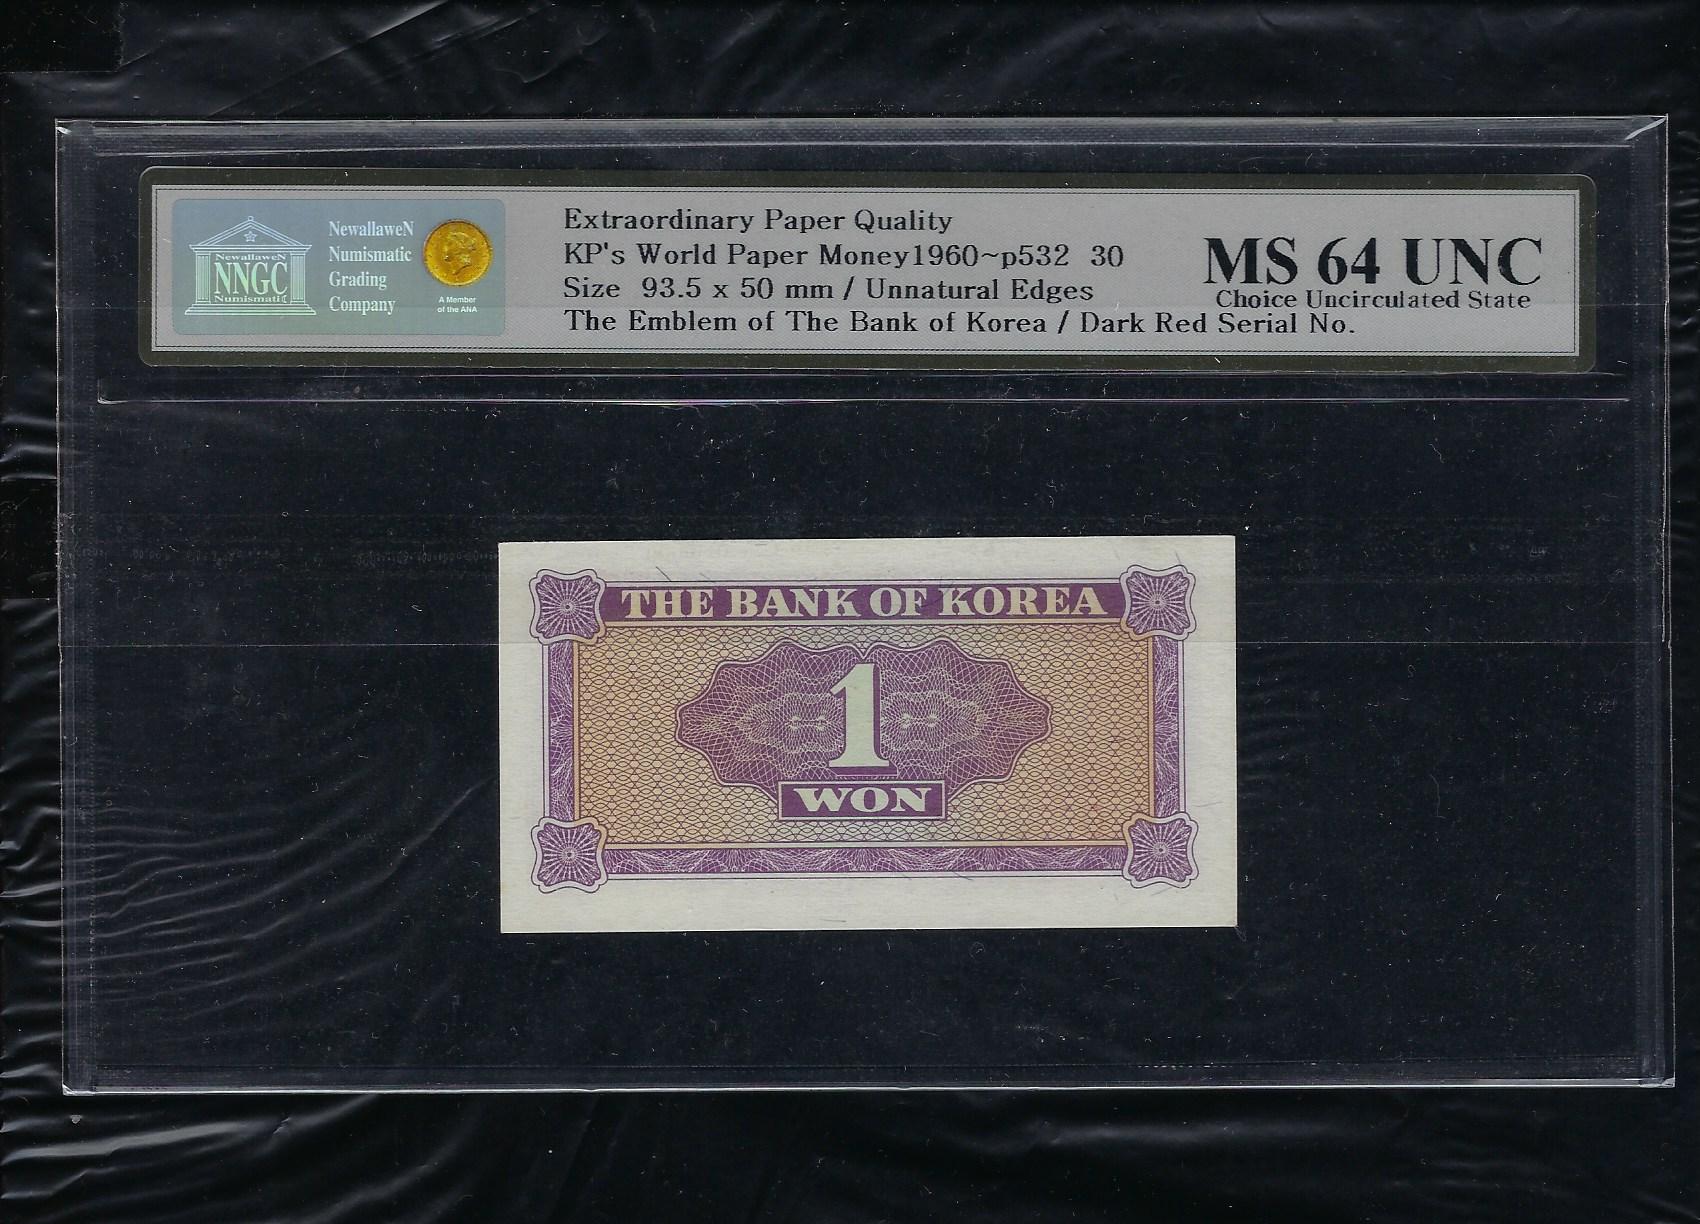 NewallaweN
NNGC
Numismatic
NewallaweN
Numismatic
Grading
Company
A Member
of the ANA
Extraordinary Paper Quality
KP's World Paper Money1960~p532 30
Size 93.5 x 50 mm / Unnatural Edges
The Emblem of The Bank of Korea / Dark Red Serial No.
MS 64 UNC
Choice Uncirculated State
THE BANK OF KOREA
1
WON